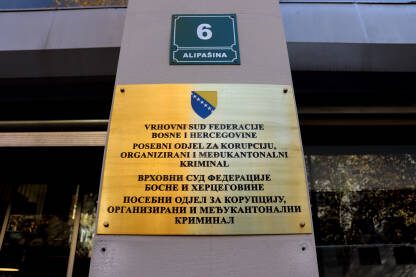 6
ALIPAŠINA
VRHOVNI SUD FEDERACIJE
BOSNE I HERCEGOVINE
POSEBNI ODJEL ZA KORUPCIJU,
ORGANIZIRANI I MEĐUKANTONALNI
KRIMINAL
ВРХОВНИ СУД ФЕДЕРАЦИЈЕ
БОСНЕ И ХЕРЦЕГОВИНЕ
ПОСЕБНИ ОДЈЕЛ ЗА КОРУПЦИЈУ,
ОРГАНИЗИРАНИ И МЕЂУКАНТОНАЛНИ
КРИМИНАЛ